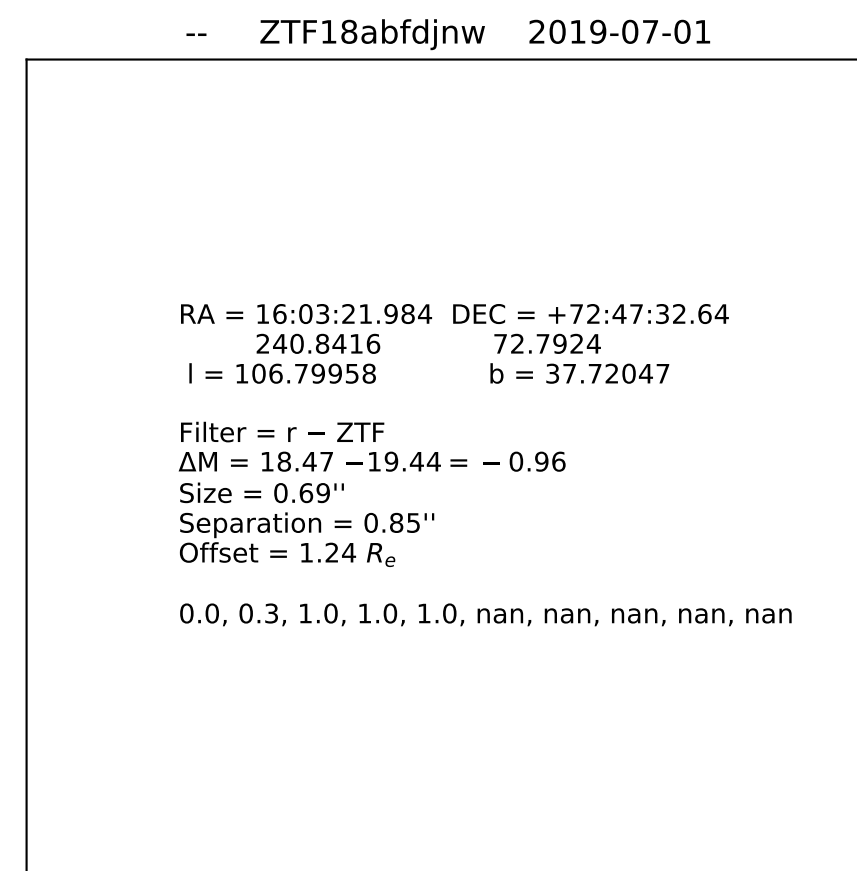 -- ZTF18abfdjnw 2019-07-01
RA = 16:03:21.984 DEC = +72:47:32.64
240.8416 72.7924
l = 106.79958 b = 37.72047
Filter = r − ZTF
ΔM = 18.47 −19.44 = − 0.96
Size = 0.69''
Separation = 0.85''
Offset = 1.24 Re
0.0, 0.3, 1.0, 1.0, 1.0, nan, nan, nan, nan, nan